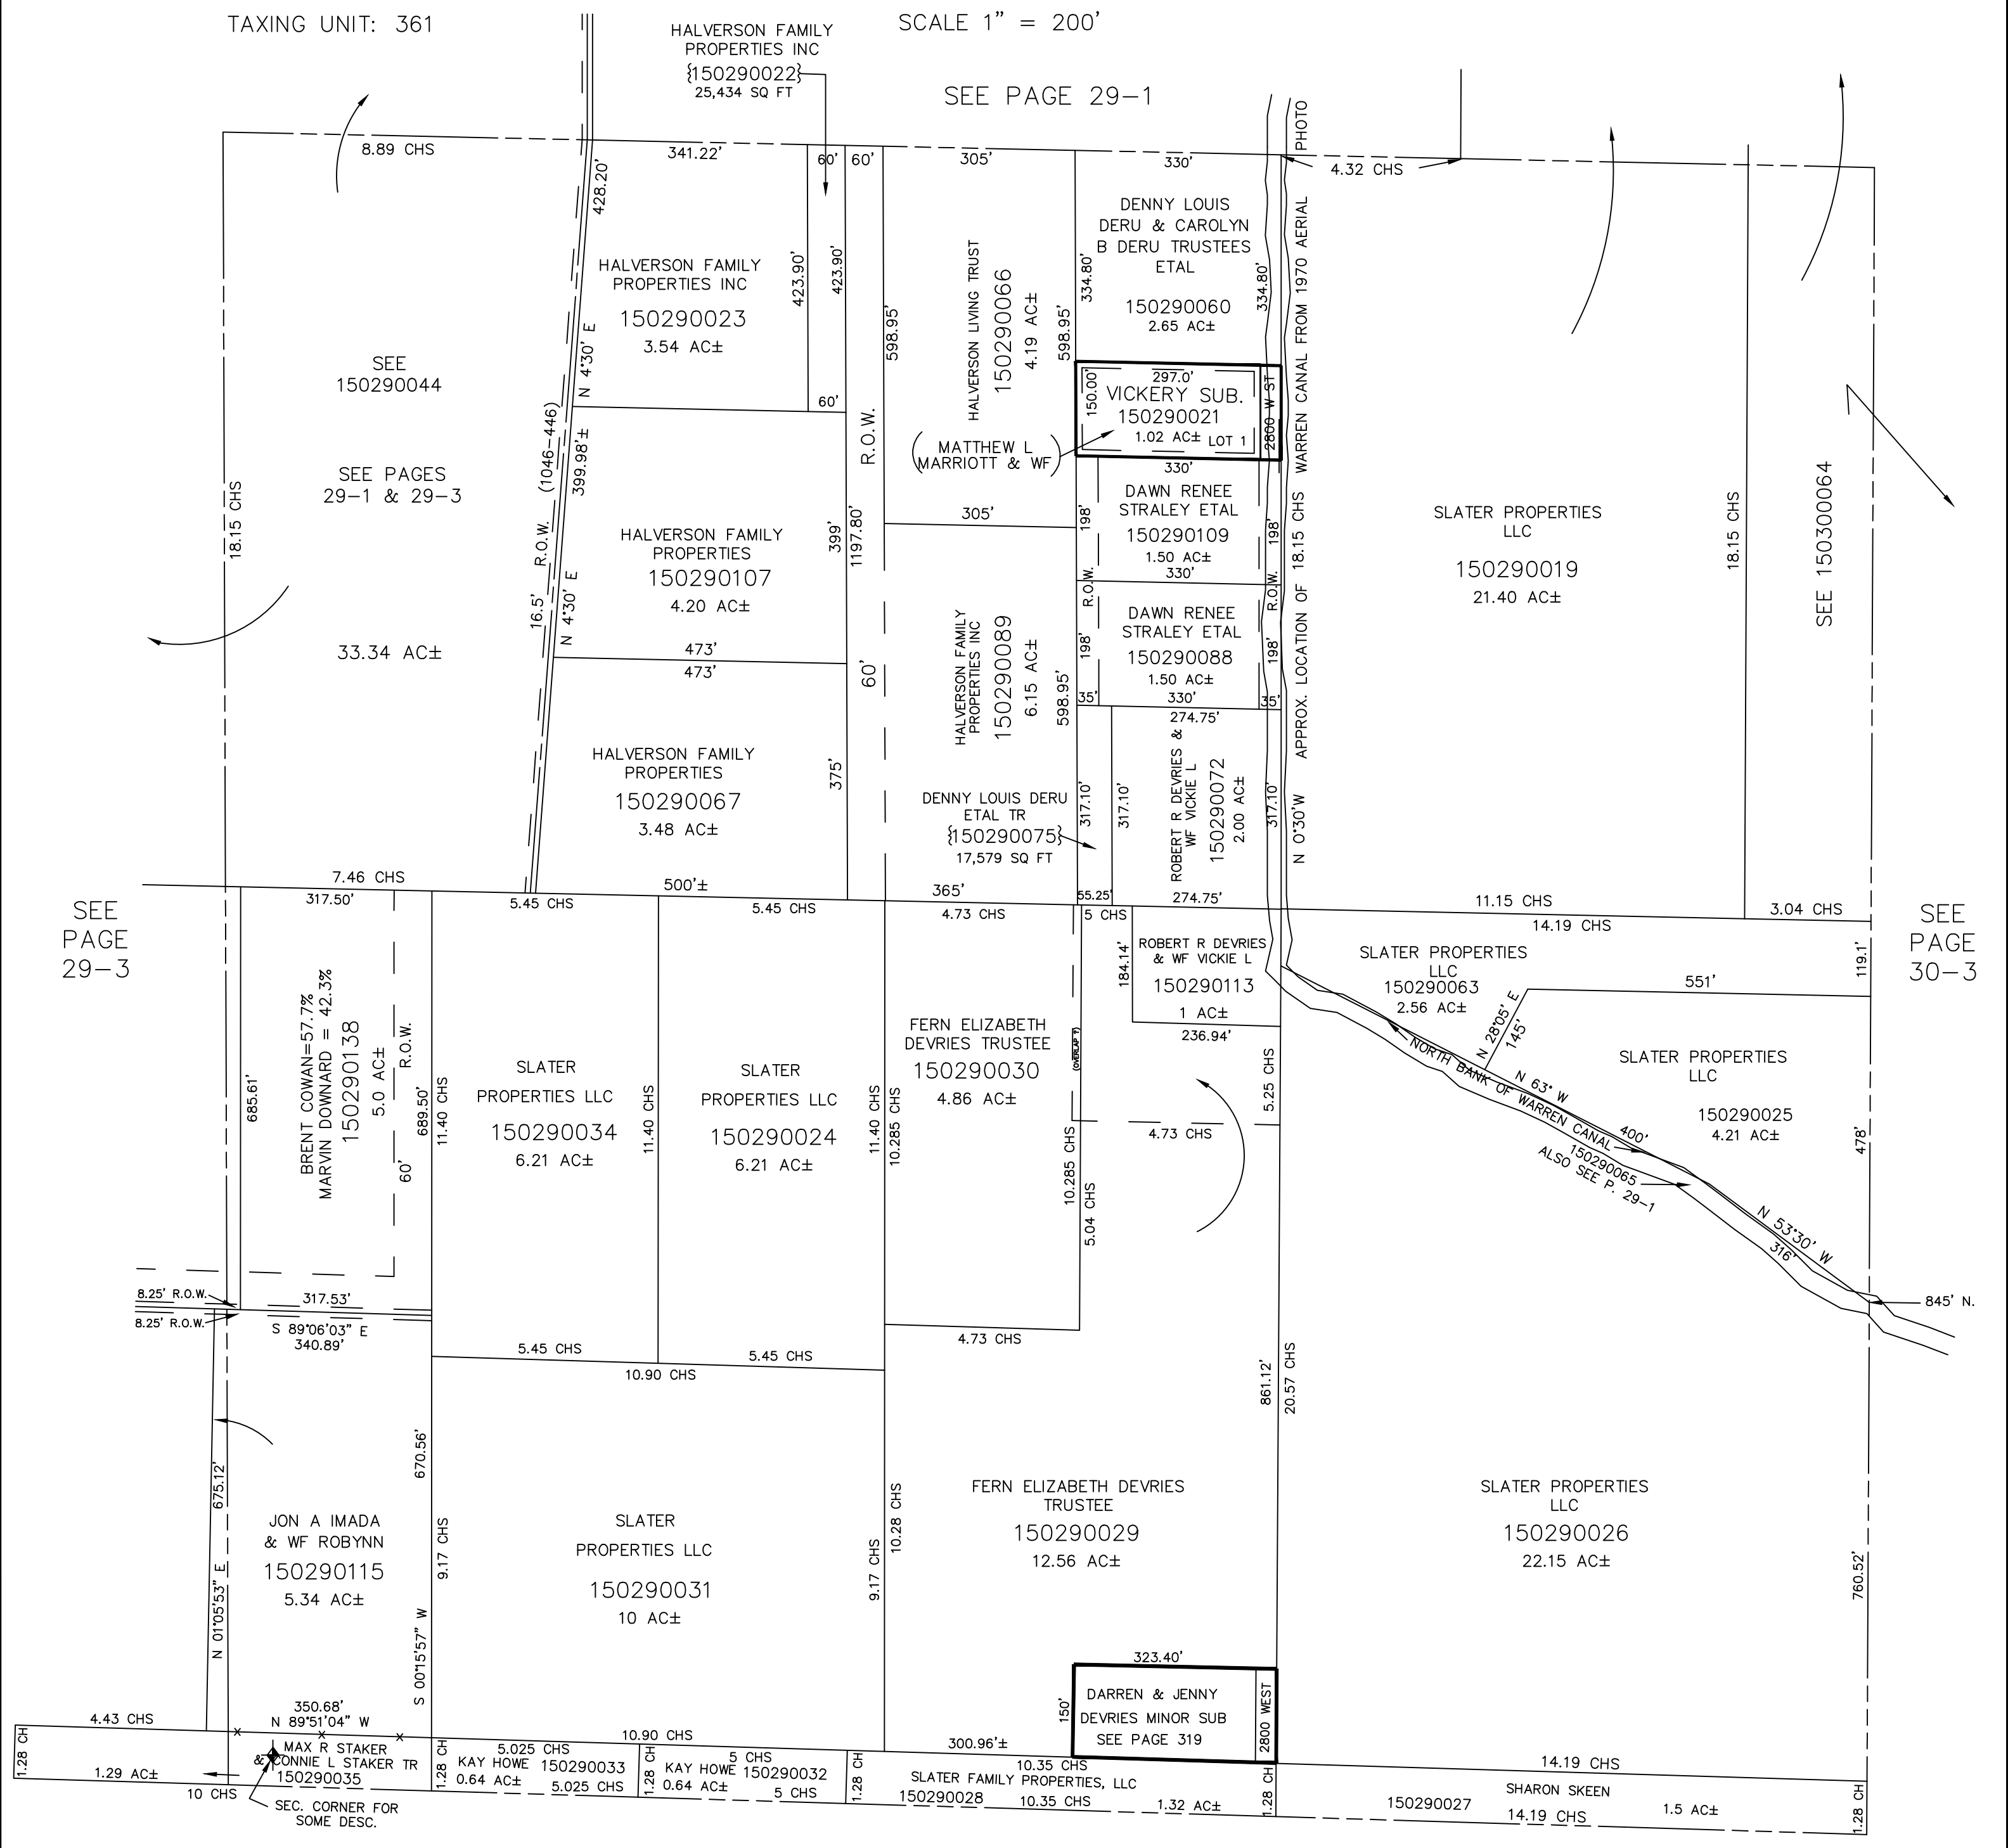 TAXING UNIT: 361
SCALE 1" = 200'
HALVERSON FAMILY
PROPERTIES INC
{150290022}
25,434 SQ FT
SEE PAGE 29-1
PHOTO
8.89 CHS
341.22'
60'
60'
305'
330'
4.32 CHS
428.20'
423.90'
423.90'
HALVERSON FAMILY
PROPERTIES INC
150290023
3.54 AC±
N 4°30' E
60'
SEE
150290044
SEE PAGES
29-1 & 29-3
33.34 AC±
18.15 CHS
16.5' R.O.W. (1046-446)
399.98'±
N 4°30' E
HALVERSON FAMILY
PROPERTIES
150290107
4.20 AC±
399'
1197.80'
473'
473'
R.O.W.
60'
HALVERSON FAMILY
PROPERTIES
150290067
3.48 AC±
375'
500'±
598.95'
HALVERSON LIVING TRUST
150290066
4.19 AC±
598.95'
305'
HALVERSON FAMILY
PROPERTIES INC
150290089
6.15 AC±
598.95'
365'
DENNY LOUIS
DERU & CAROLYN
B DERU TRUSTEES
ETAL
150290060
2.65 AC±
334.80'
334.80'
297.0'
150.00'
VICKERY SUB.
150290021
1.02 AC± LOT 1
2800 W ST
(MATTHEW L
MARRIOTT & WF)
330'
DAWN RENEE
STRALEY ETAL
150290109
1.50 AC±
330'
198'
198'
R.O.W.
R.O.W.
DAWN RENEE
STRALEY ETAL
150290088
1.50 AC±
198'
198'
35'
330'
35'
274.75'
DENNY LOUIS DERU
ETAL TR
{150290075}
17,579 SQ FT
317.10'
317.10'
ROBERT R DEVRIES &
WF VICKIE L
150290072
2.00 AC±
317.10'
55.25'
274.75'
N 0°30'W APPROX. LOCATION OF 18.15 CHS WARREN CANAL FROM 1970 AERIAL
SLATER PROPERTIES
LLC
150290019
21.40 AC±
18.15 CHS
SEE 150300064
11.15 CHS
3.04 CHS
14.19 CHS
SEE
PAGE
29-3
SEE
PAGE
30-3
7.46 CHS
317.50'
5.45 CHS
5.45 CHS
4.73 CHS
5 CHS
685.61'
BRENT COWAN=57.7%
MARVIN DOWNARD = 42.3%
150290138
5.0 AC±
60' R.O.W.
689.50'
11.40 CHS
SLATER
PROPERTIES LLC
150290034
6.21 AC±
11.40 CHS
SLATER
PROPERTIES LLC
150290024
6.21 AC±
11.40 CHS
10.285 CHS
FERN ELIZABETH
DEVRIES TRUSTEE
150290030
4.86 AC±
(OVERLAP ?)
10.285 CHS
5.04 CHS
4.73 CHS
184.14'
ROBERT R DEVRIES
& WF VICKIE L
150290113
1 AC±
236.94'
5.25 CHS
4.73 CHS
SLATER PROPERTIES
LLC
150290063
2.56 AC±
551'
119.1'
N 28°05' E
145'
N 63° W
400'
NORTH BANK OF WARREN CANAL
150290065
ALSO SEE P. 29-1
SLATER PROPERTIES
LLC
150290025
4.21 AC±
478'
N 53°30' W
316'
845' N.
8.25' R.O.W.
8.25' R.O.W.
317.53'
S 89°06'03" E
340.89'
5.45 CHS
5.45 CHS
10.90 CHS
675.12'
N 01°05'53" E
JON A IMADA
& WF ROBYNN
150290115
5.34 AC±
670.56'
S 00°15'57" W
9.17 CHS
SLATER
PROPERTIES LLC
150290031
10 AC±
9.17 CHS
10.28 CHS
FERN ELIZABETH DEVRIES
TRUSTEE
150290029
12.56 AC±
861.12'
20.57 CHS
SLATER PROPERTIES
LLC
150290026
22.15 AC±
760.52'
323.40'
150'
DARREN & JENNY
DEVRIES MINOR SUB
SEE PAGE 319
2800 WEST
4.43 CHS
350.68'
N 89°51'04" W
10.90 CHS
300.96'±
10.35 CHS
14.19 CHS
1.28 CH
1.29 AC±
10 CHS
MAX R STAKER
& CONNIE L STAKER TR
150290035
SEC. CORNER FOR
SOME DESC.
1.28 CH
5.025 CHS
KAY HOWE 150290033
0.64 AC± 5.025 CHS
1.28 CH
5 CHS
KAY HOWE 150290032
0.64 AC± 5 CHS
1.28 CH
SLATER FAMILY PROPERTIES, LLC
150290028 10.35 CHS 1.32 AC±
1.28 CH
SHARON SKEEN
150290027 14.19 CHS 1.5 AC±
1.28 CH